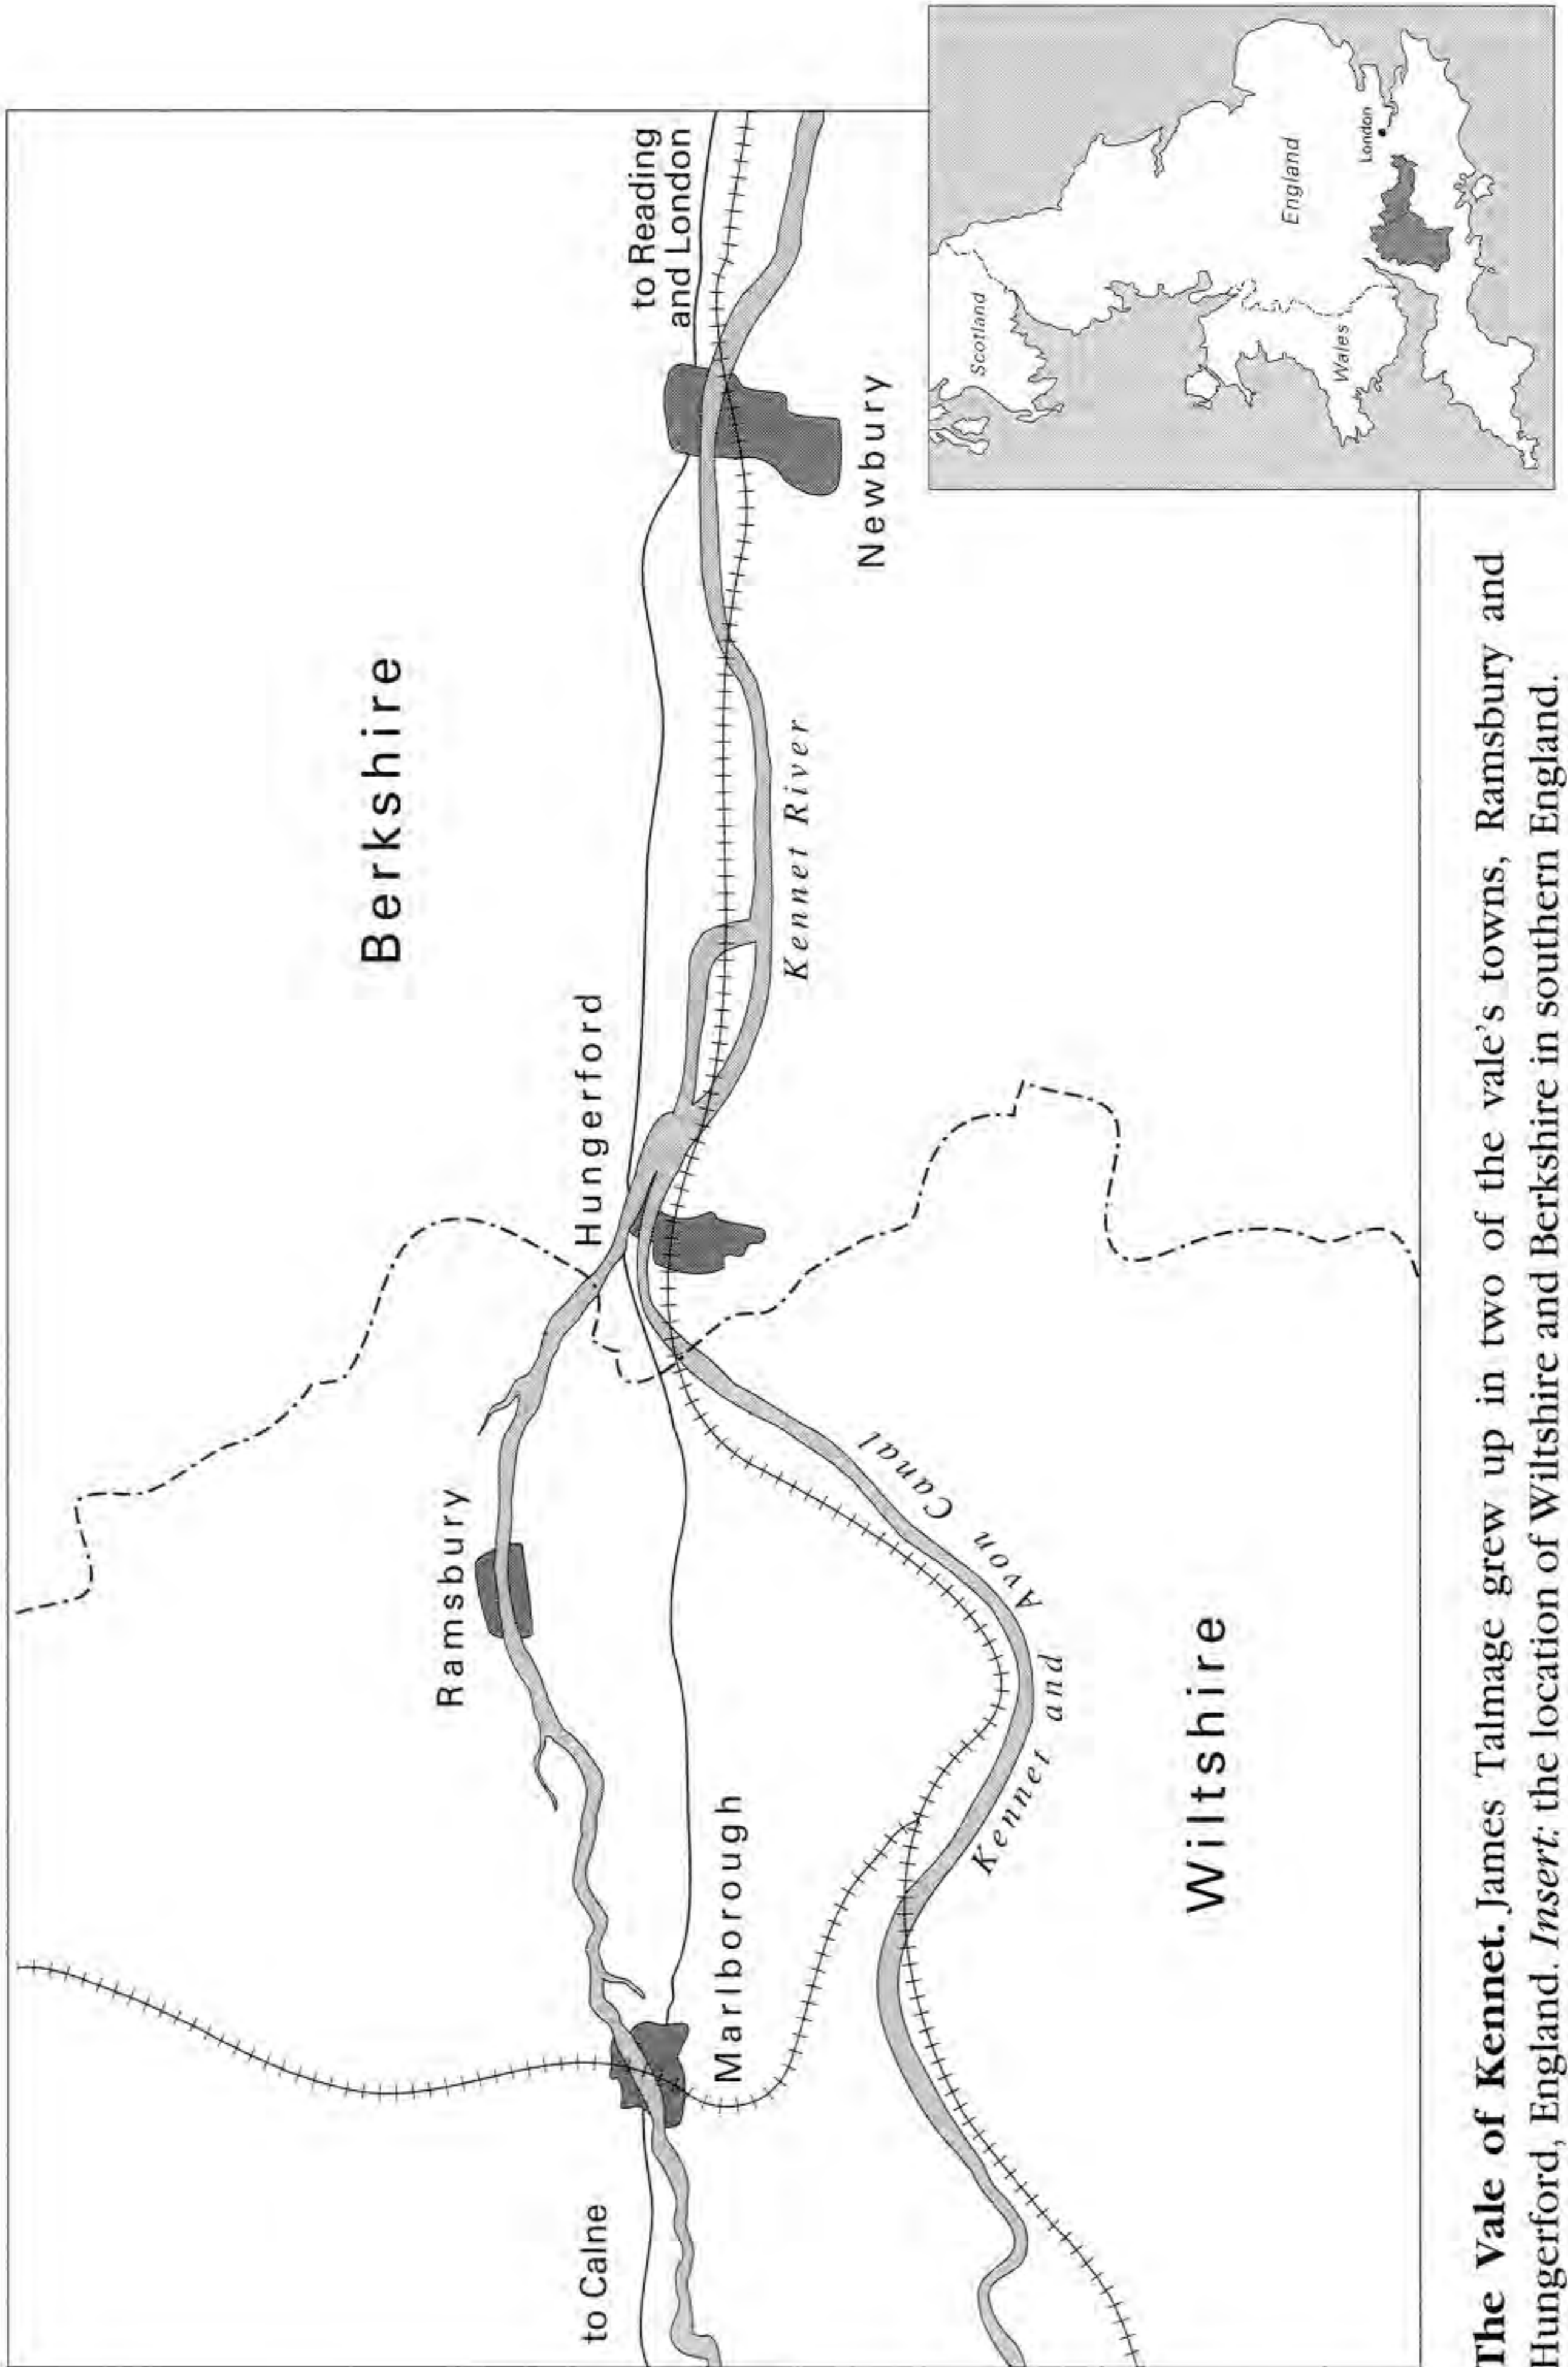 Berkshire
to Reading
and London
Newbury
Hungerford
Kennet River
Ramsbury
Marlborough
to Calne
Kennet and Avon Canal
Wiltshire
Scotland
England
Wales
London
The Vale of Kennet. James Talmage grew up in two of the vale's towns, Ramsbury and
Hungerford, England. Insert: the location of Wiltshire and Berkshire in southern England.